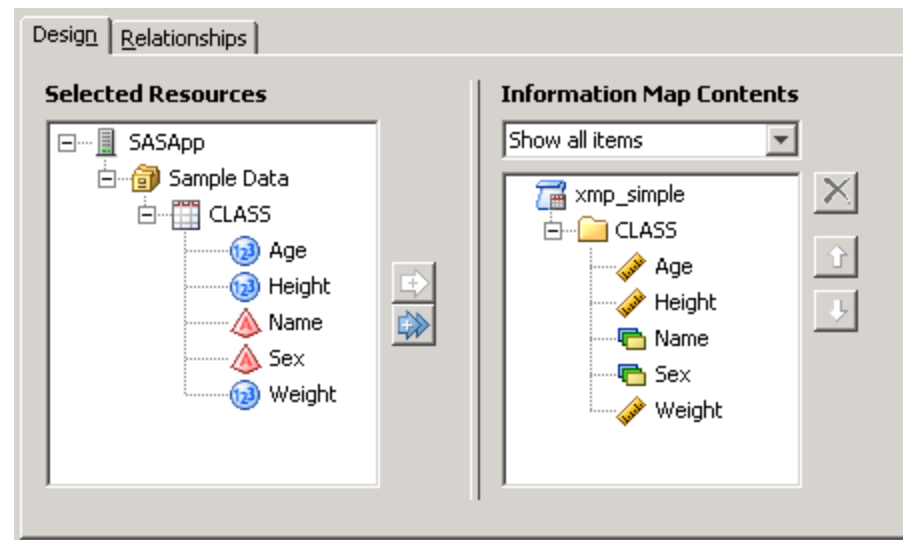 Design
Relationships
Selected Resources
SASApp
Sample Data
CLASS
Age
Height
Name
Sex
Weight
Information Map Contents
Show all items
xmp_simple
CLASS
Age
Height
Name
Sex
Weight